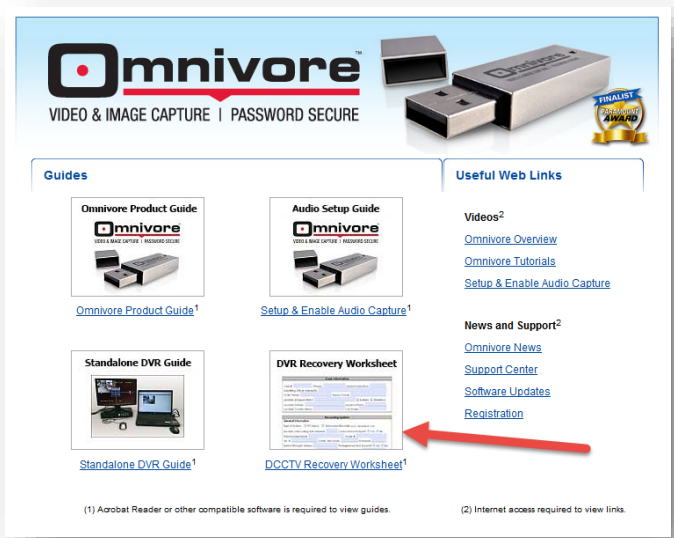 Omnivore™
VIDEO & IMAGE CAPTURE | PASSWORD SECURE
FINALIST
PARAMOUNT
AWARD
Guides
Omnivore Product Guide
Omnivore
VIDEO & IMAGE CAPTURE | PASSWORD SECURE
Omnivore Product Guide1
Audio Setup Guide
Omnivore
VIDEO & IMAGE CAPTURE | PASSWORD SECURE
Setup & Enable Audio Capture1
Standalone DVR Guide
Standalone DVR Guide1
DVR Recovery Worksheet
DCCTV Recovery Worksheet1
(1) Acrobat Reader or other compatible software is required to view guides.
Useful Web Links
Videos2
Omnivore Overview
Omnivore Tutorials
Setup & Enable Audio Capture
News and Support2
Omnivore News
Support Center
Software Updates
Registration
(2) Internet access required to view links.